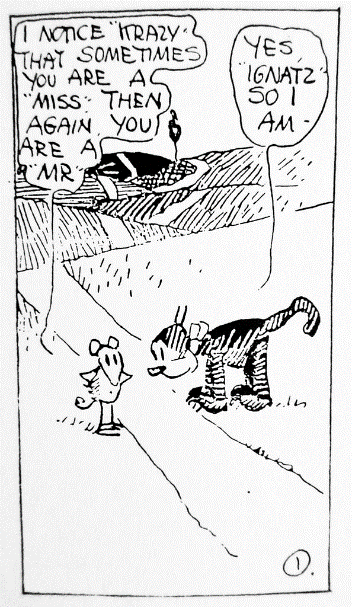 I NOTICE "KRAZY"
THAT SOMETIMES
YOU ARE A
"MISS" THEN
AGAIN YOU
ARE A
"MR"
YES,
"IGNATZ"
SO I
AM -
1.